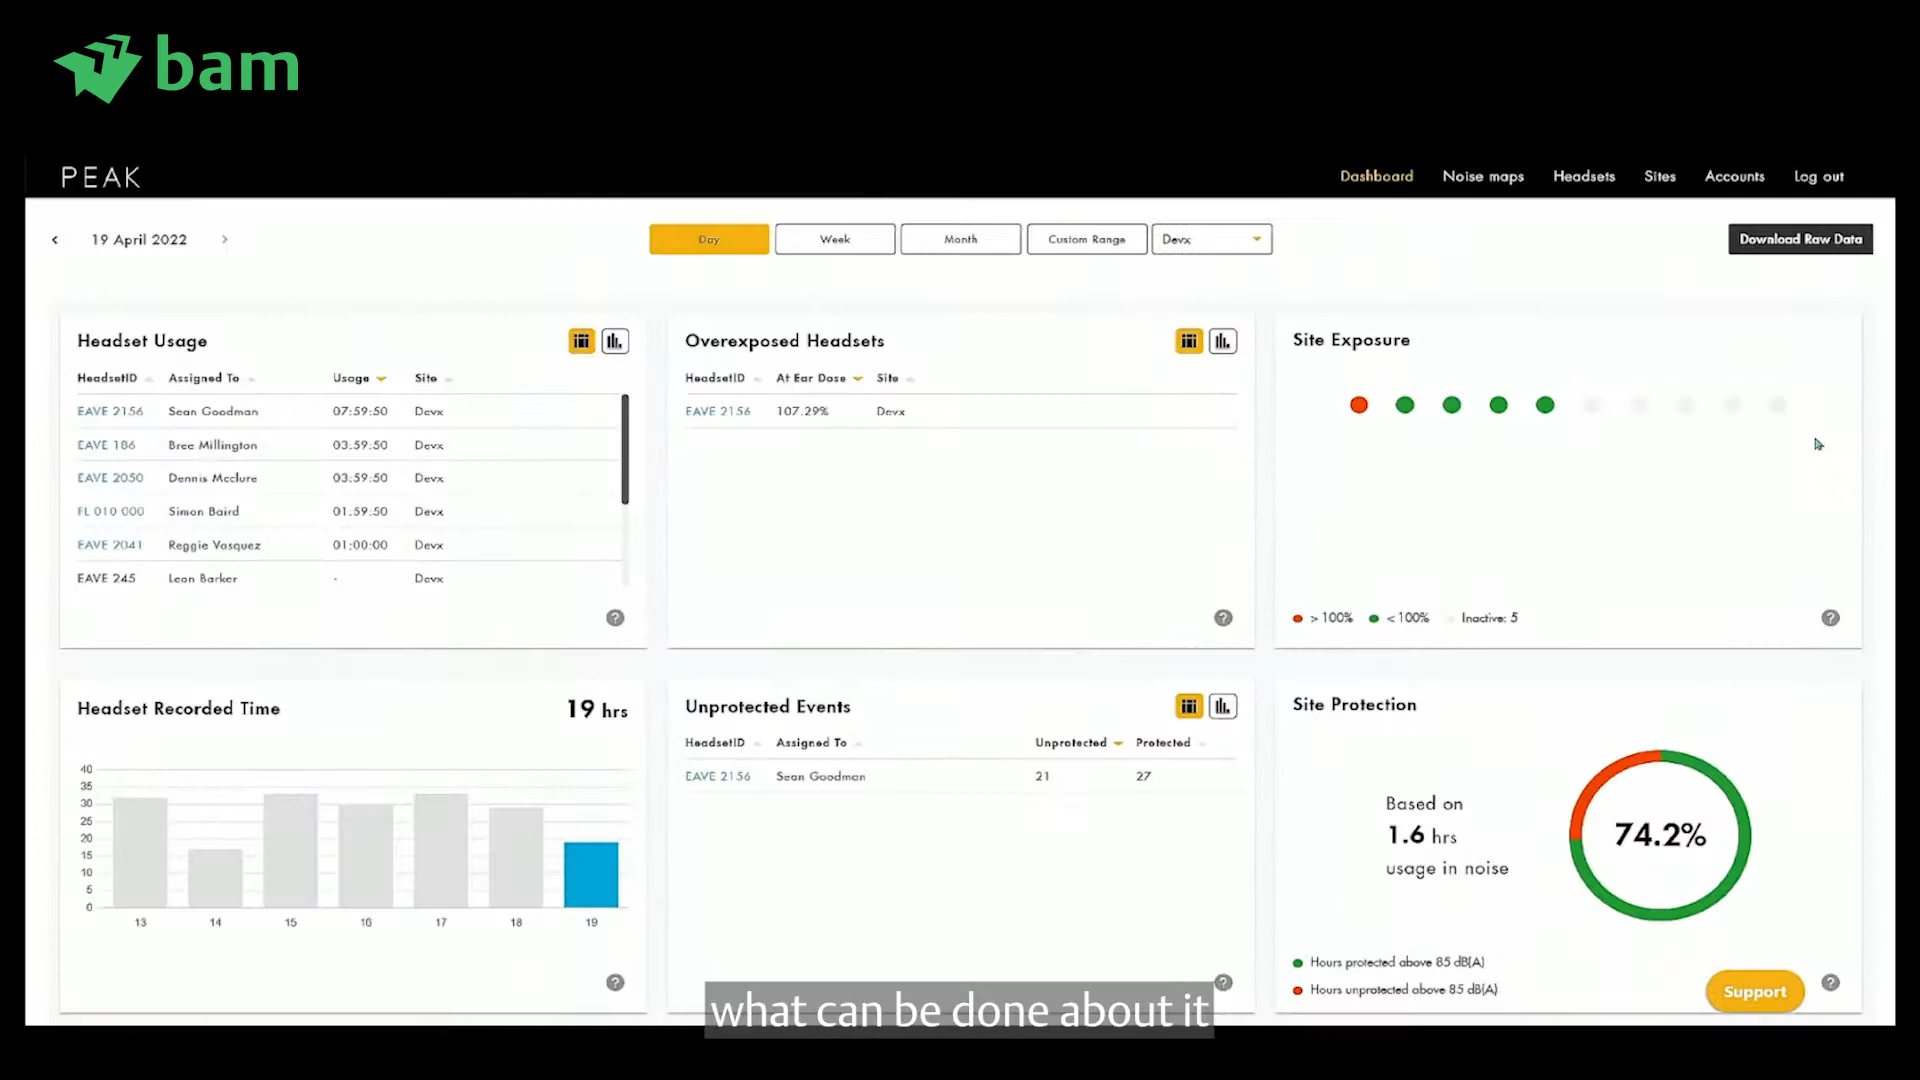 bam
PEAK
Dashboard Noise maps Headsets Sites Accounts Log out
‹ 19 April 2022 ›
Day Week Month Custom Range Devx
Download Raw Data
Headset Usage
HeadsetID Assigned To Usage Site
EAVE 2156 Sean Goodman 07:59:50 Devx
EAVE 186 Bree Millington 03:59:50 Devx
EAVE 2050 Dennis Mcclure 03:59:50 Devx
FL 010 000 Simon Baird 01:59:50 Devx
EAVE 2041 Reggie Vasquez 01:00:00 Devx
EAVE 245 Leon Barker - Devx
?
Overexposed Headsets
HeadsetID At Ear Dose Site
EAVE 2156 107.29% Devx
?
Site Exposure
> 100% < 100% Inactive: 5
?
Headset Recorded Time 19 hrs
40
35
30
25
20
15
10
5
0
13 14 15 16 17 18 19
?
Unprotected Events
HeadsetID Assigned To Unprotected Protected
EAVE 2156 Sean Goodman 21 27
?
Site Protection
Based on
1.6 hrs
usage in noise
74.2%
Hours protected above 85 dB(A)
Hours unprotected above 85 dB(A)
Support
?
what can be done about it